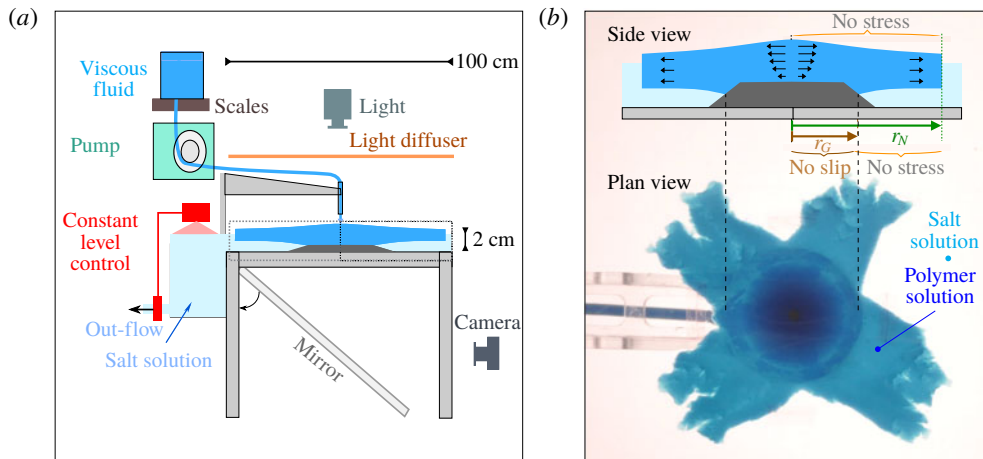 (a)
Viscous
fluid
100 cm
Scales
Light
Pump
Light diffuser
Constant
level
control
2 cm
Out-flow
Salt solution
Mirror
Camera
(b)
No stress
Side view
r_N
r_G
No slip
No stress
Plan view
Salt
solution
Polymer
solution